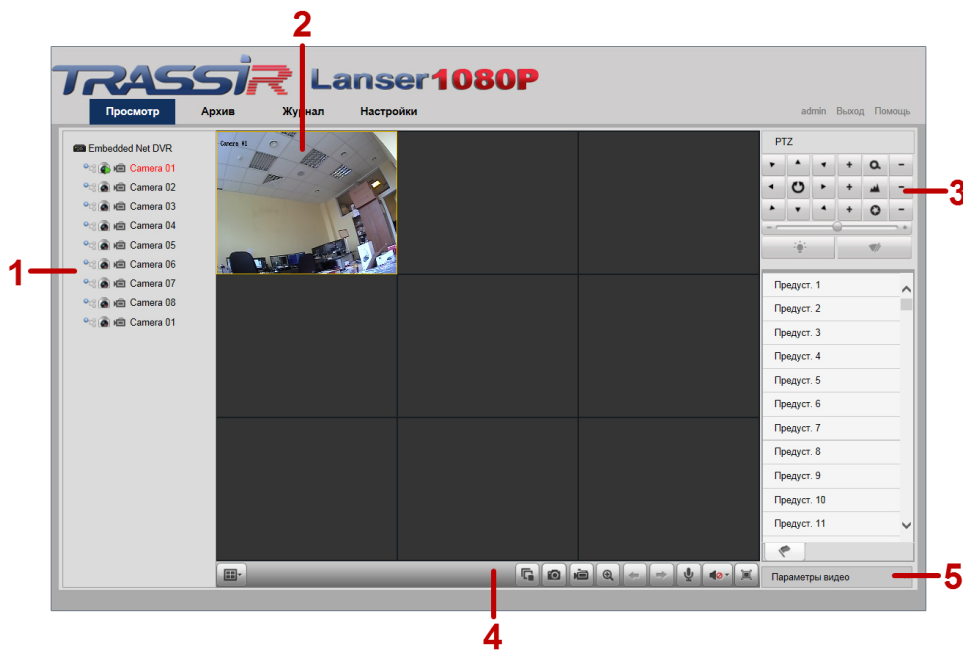 2
TRASSIR Lanser1080P
Просмотр Архив Журнал Настройки admin Выход Помощь
Embedded Net DVR
Camera 01
Camera 02
Camera 03
Camera 04
Camera 05
Camera 06
Camera 07
Camera 08
Camera 01
1
Camera 01
PTZ
3
Предуст. 1
Предуст. 2
Предуст. 3
Предуст. 4
Предуст. 5
Предуст. 6
Предуст. 7
Предуст. 8
Предуст. 9
Предуст. 10
Предуст. 11
Параметры видео
5
4